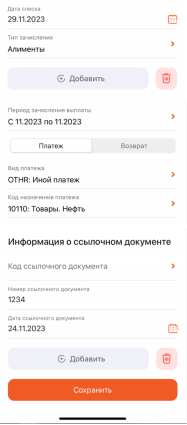 Дата списка
29.11.2023
Тип зачисления
Алименты
Добавить
Период зачисления выплаты
С 11.2023 по 11.2023
Платеж
Возврат
Вид платежа
OTHR: Иной платеж
Код назначения платежа
10110: Товары. Нефть
Информация о ссылочном документе
Код ссылочного документа
Номер ссылочного документа
1234
Дата ссылочного документа
24.11.2023
Добавить
Сохранить